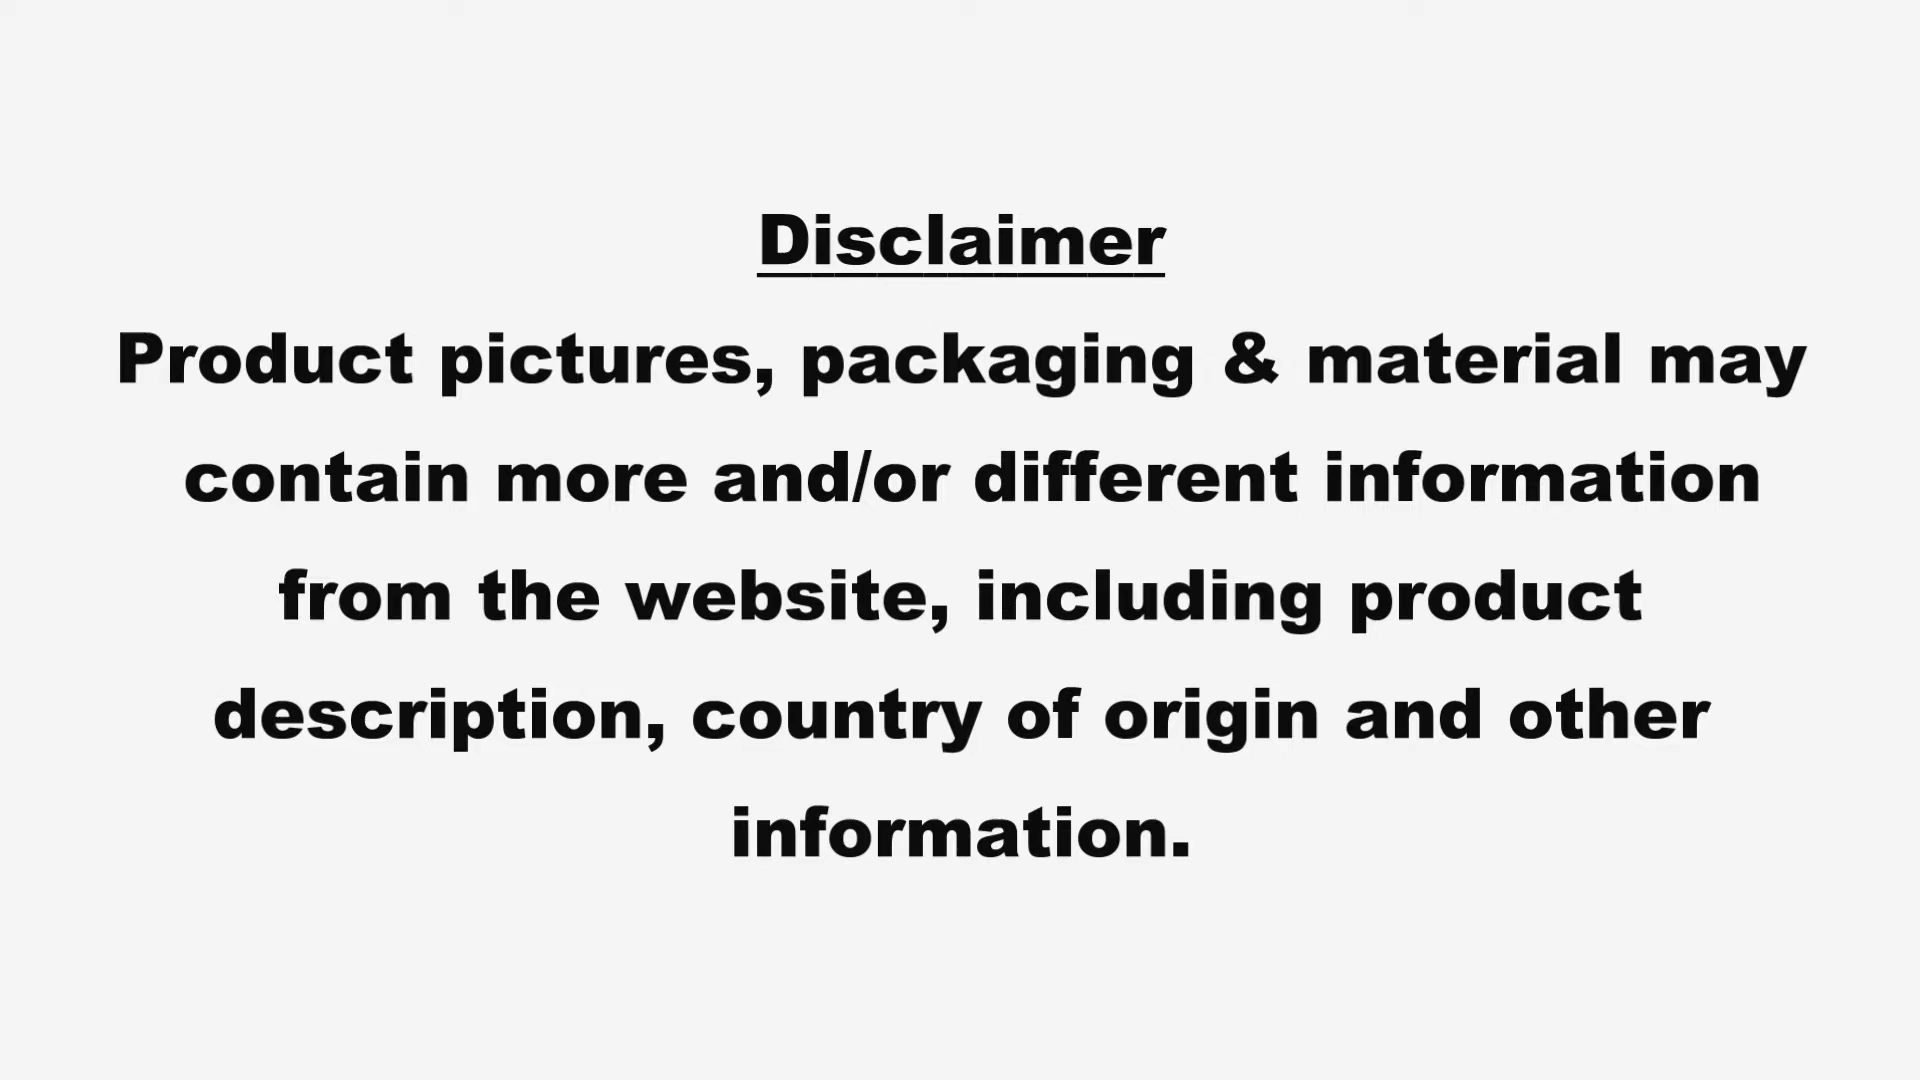 Disclaimer
Product pictures, packaging & material may
contain more and/or different information
from the website, including product
description, country of origin and other
information.